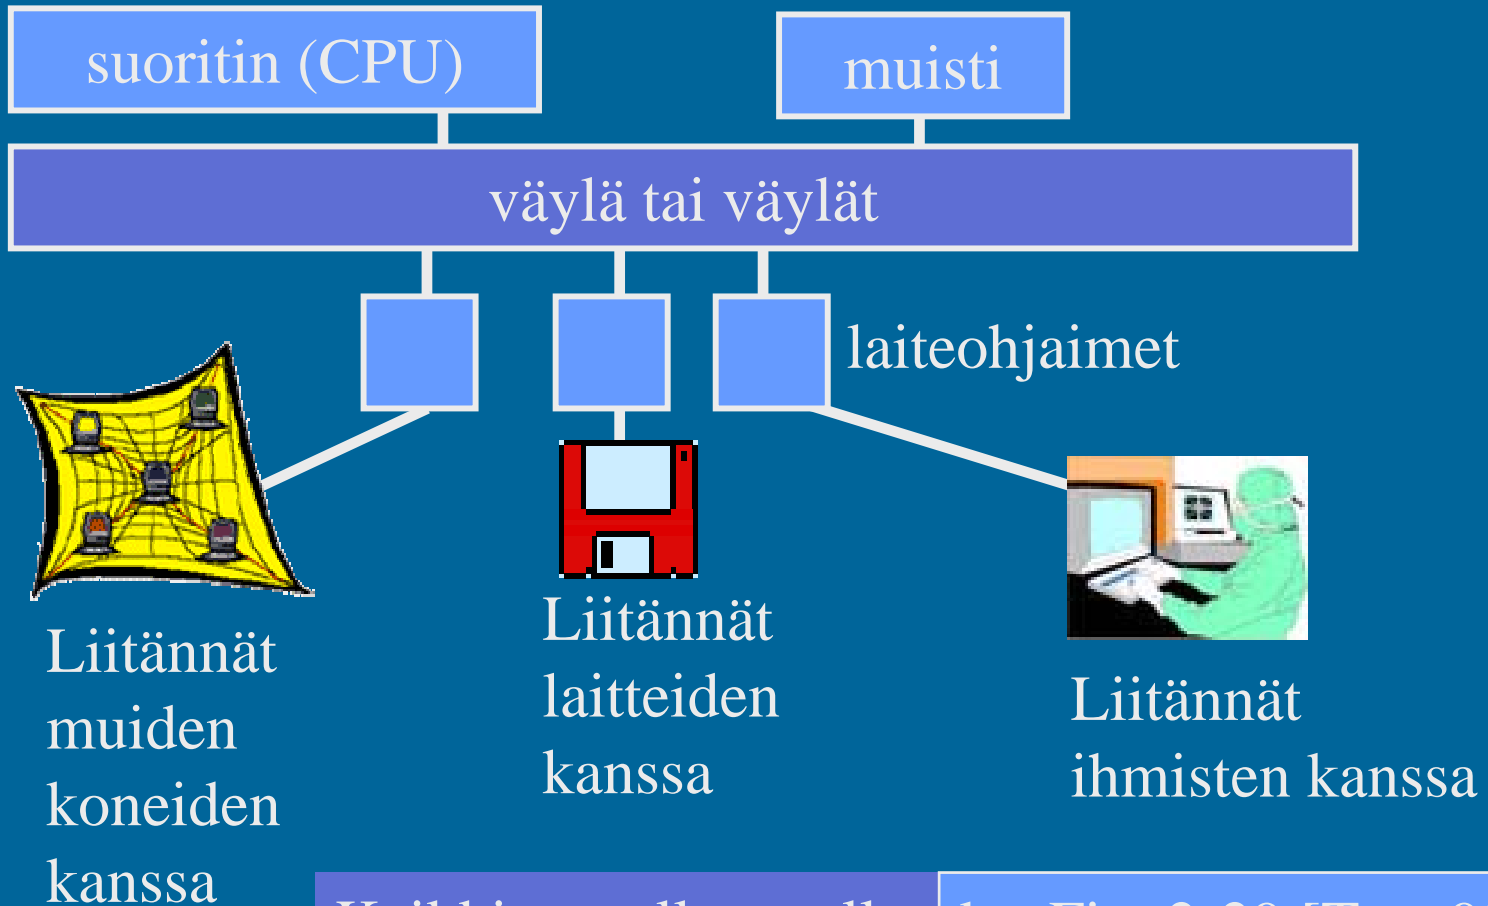 suoritin (CPU)
muisti
väylä tai väylät
laiteohjaimet
Liitännät
muiden
koneiden
kanssa
Liitännät
laitteiden
kanssa
Liitännät
ihmisten kanssa